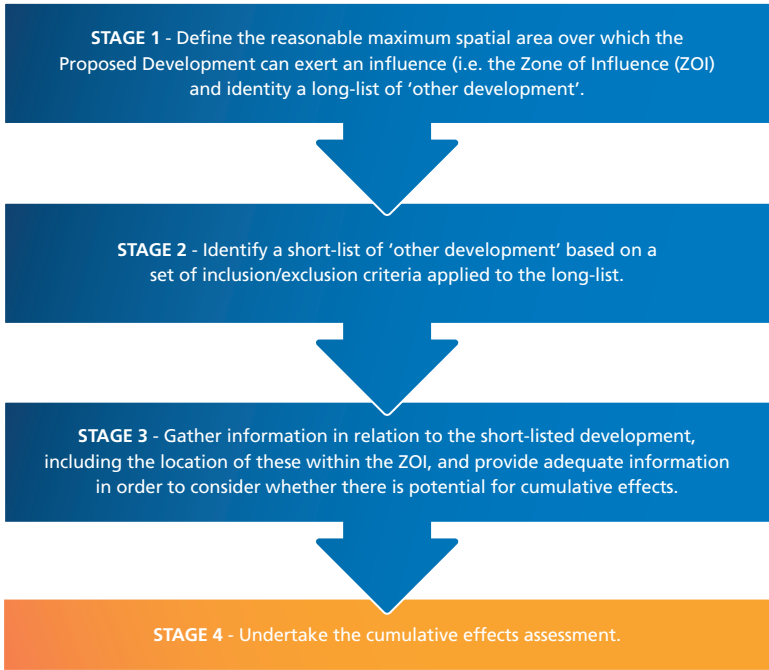 STAGE 1 - Define the reasonable maximum spatial area over which the
Proposed Development can exert an influence (i.e. the Zone of Influence (ZOI)
and identity a long-list of ‘other development’.
STAGE 2 - Identify a short-list of ‘other development’ based on a
set of inclusion/exclusion criteria applied to the long-list.
STAGE 3 - Gather information in relation to the short-listed development,
including the location of these within the ZOI, and provide adequate information
in order to consider whether there is potential for cumulative effects.
STAGE 4 - Undertake the cumulative effects assessment.